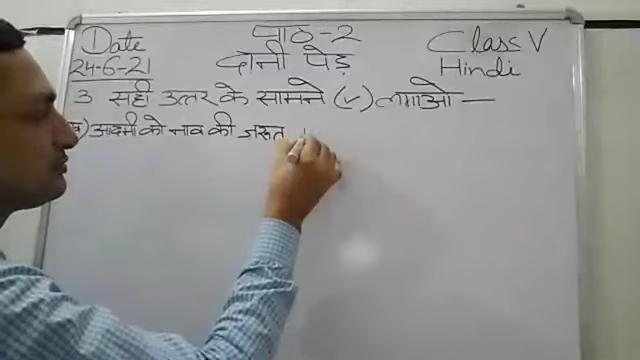 Date
24-6-21
पाठ-2
दानी पेड़
Class V
Hindi
3 सही उत्तर के सामने (✓) लगाओ —
आदमी को नाव की जरूत